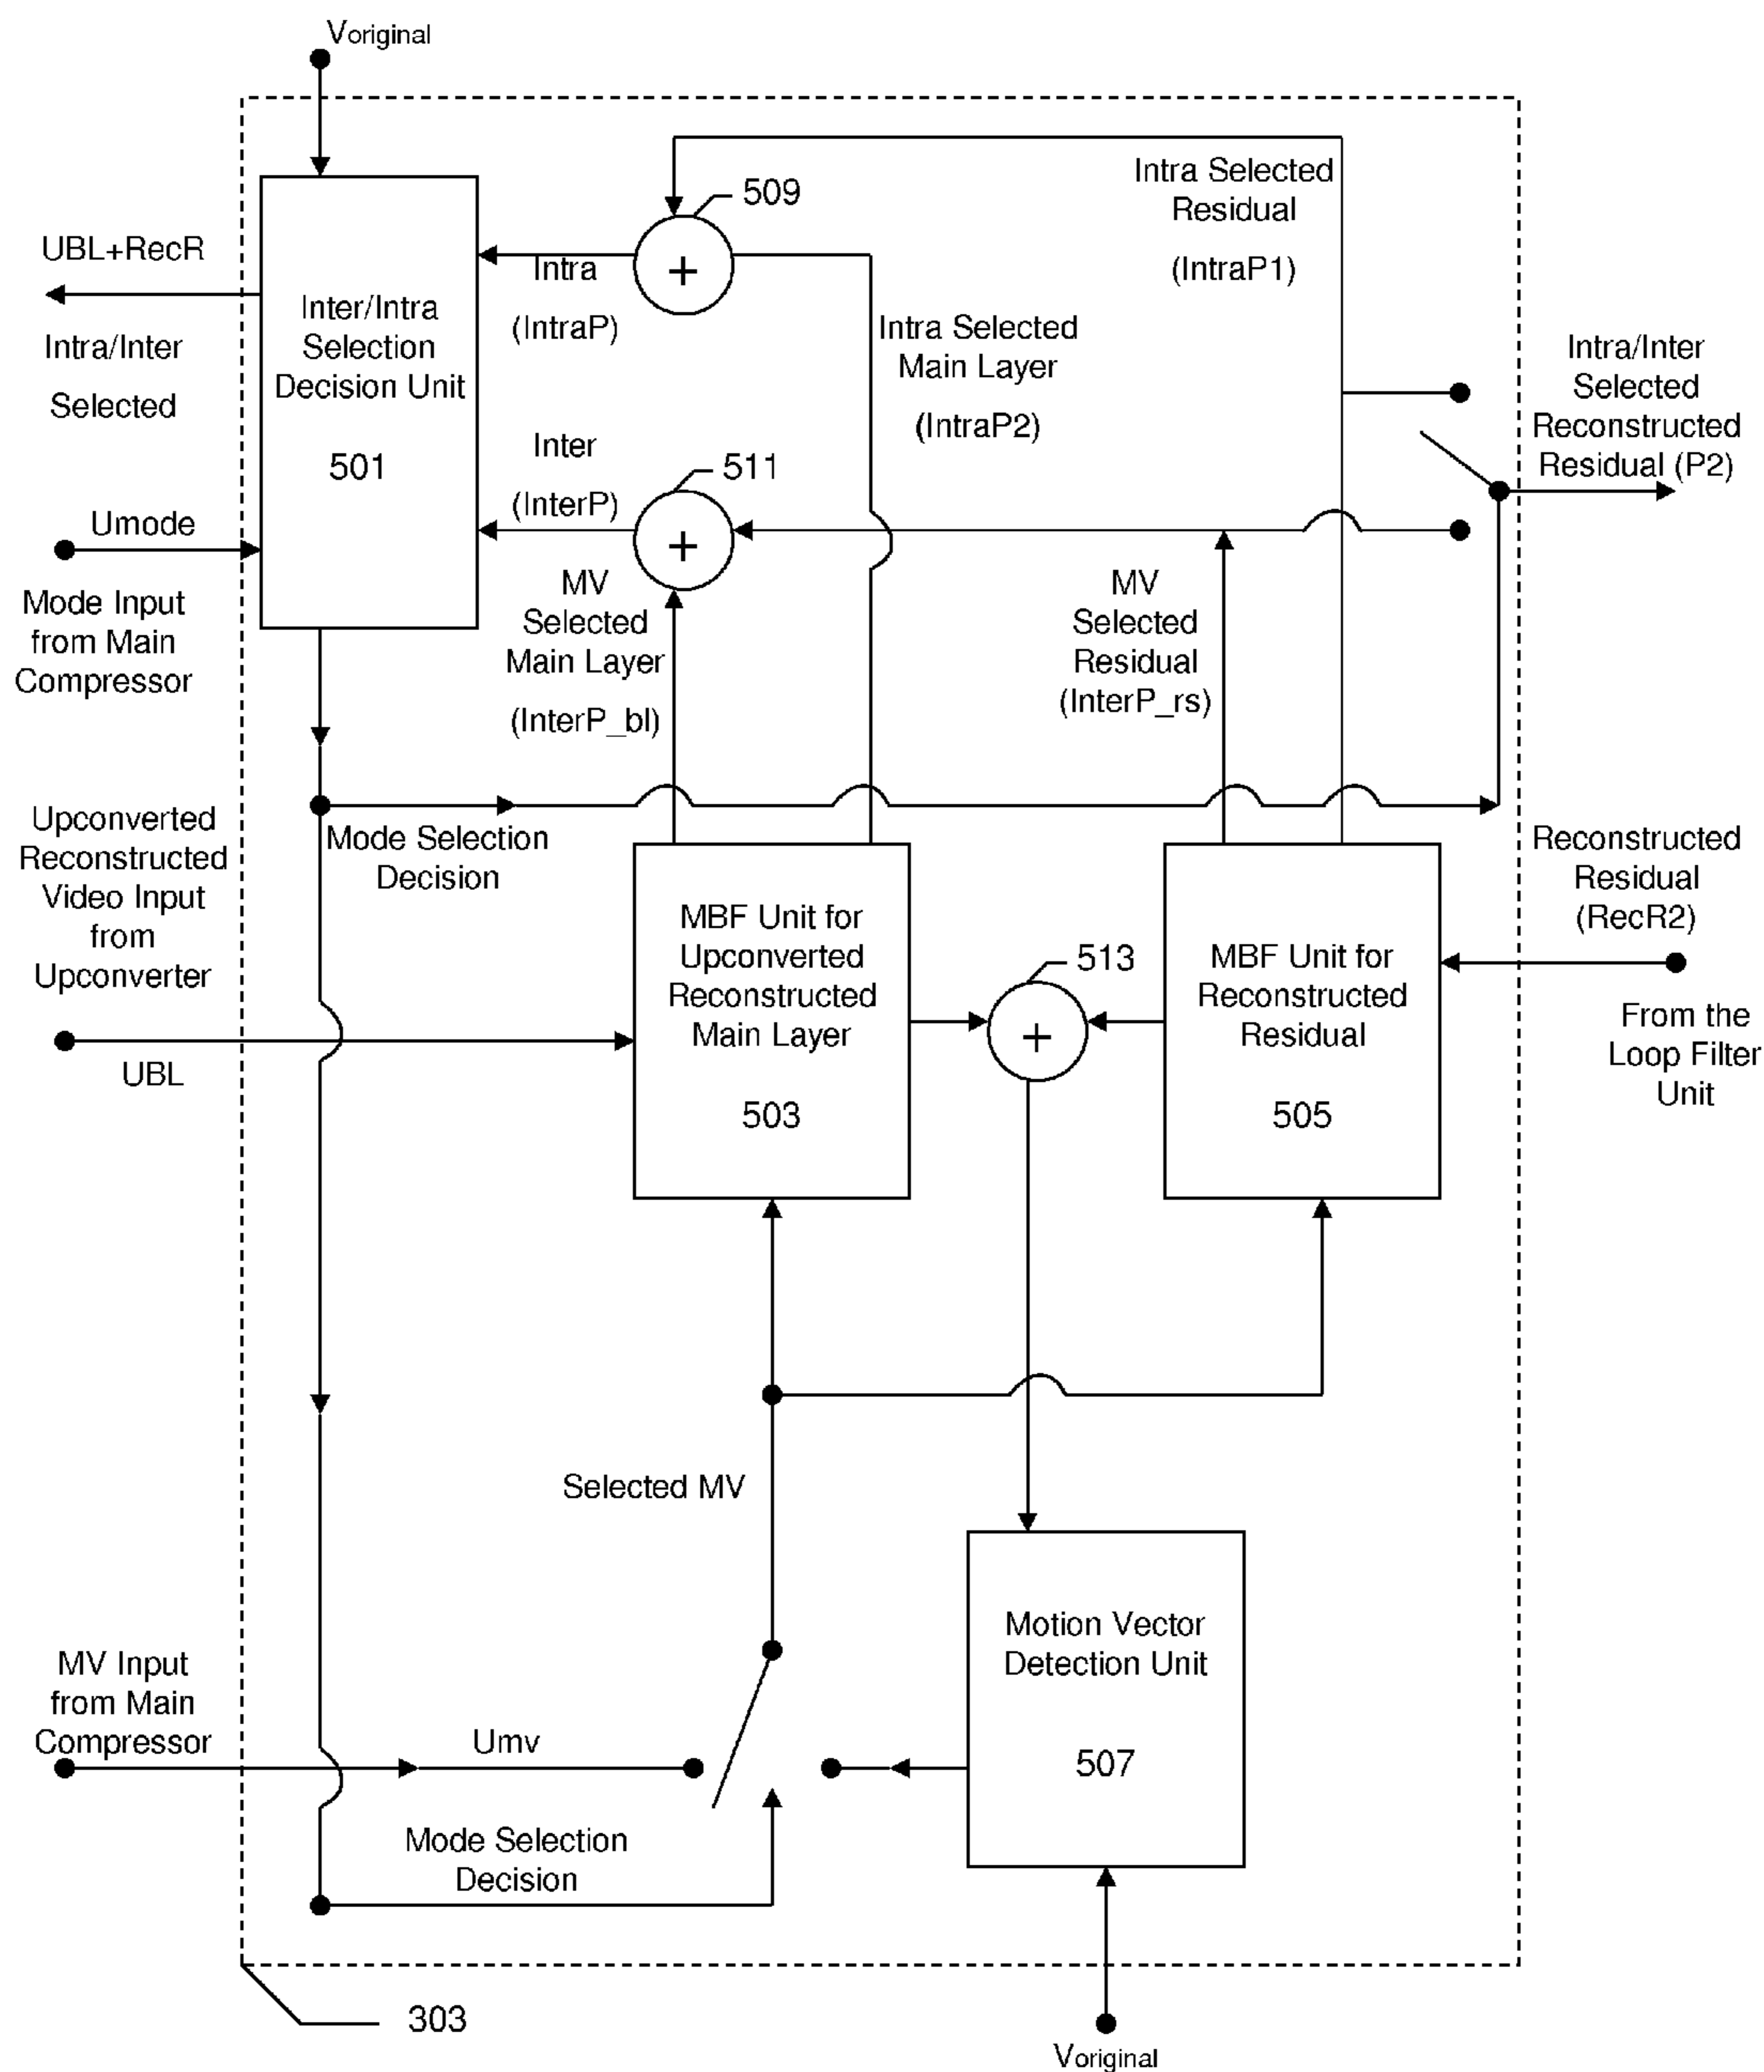 Voriginal
509
Intra Selected
Residual
(IntraP1)
UBL+RecR
Intra/Inter
Selected
Inter/Intra
Selection
Decision Unit
501
Intra
(IntraP)
Intra Selected
Main Layer
(IntraP2)
Intra/Inter
Selected
Reconstructed
Residual (P2)
Inter
(InterP)
511
Umode
Mode Input
from Main
Compressor
MV
Selected
Main Layer
(InterP_bl)
MV
Selected
Residual
(InterP_rs)
Mode Selection
Decision
Upconverted
Reconstructed
Video Input
from
Upconverter
UBL
MBF Unit for
Upconverted
Reconstructed
Main Layer
503
513
MBF Unit for
Reconstructed
Residual
505
Reconstructed
Residual
(RecR2)
From the
Loop Filter
Unit
Selected MV
Motion Vector
Detection Unit
507
MV Input
from Main
Compressor
Umv
Mode Selection
Decision
303
Voriginal